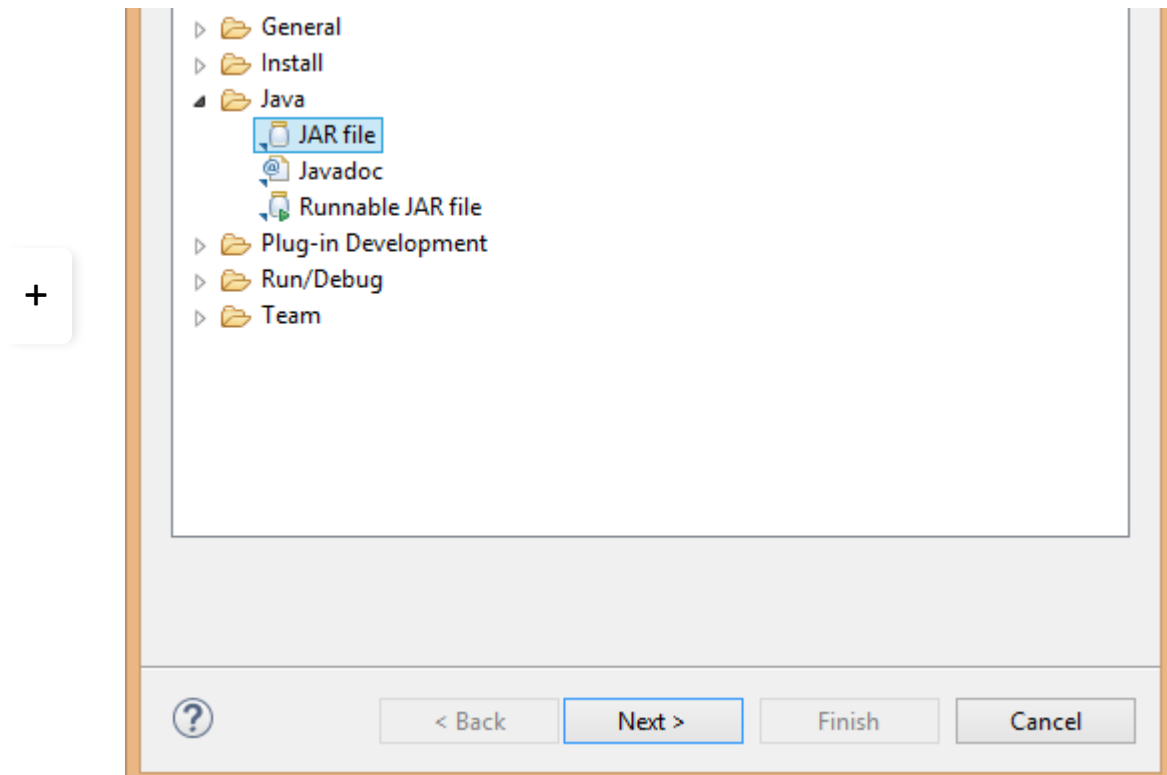 General
Install
Java
JAR file
Javadoc
Runnable JAR file
Plug-in Development
Run/Debug
Team
+
? < Back Next > Finish Cancel